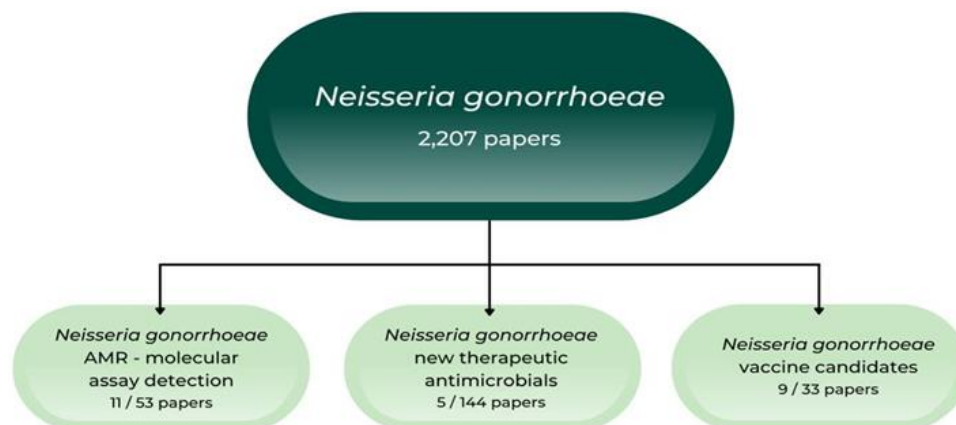 Neisseria gonorrhoeae
2,207 papers
Neisseria gonorrhoeae
AMR - molecular
assay detection
11 / 53 papers
Neisseria gonorrhoeae
new therapeutic
antimicrobials
5 / 144 papers
Neisseria gonorrhoeae
vaccine candidates
9 / 33 papers